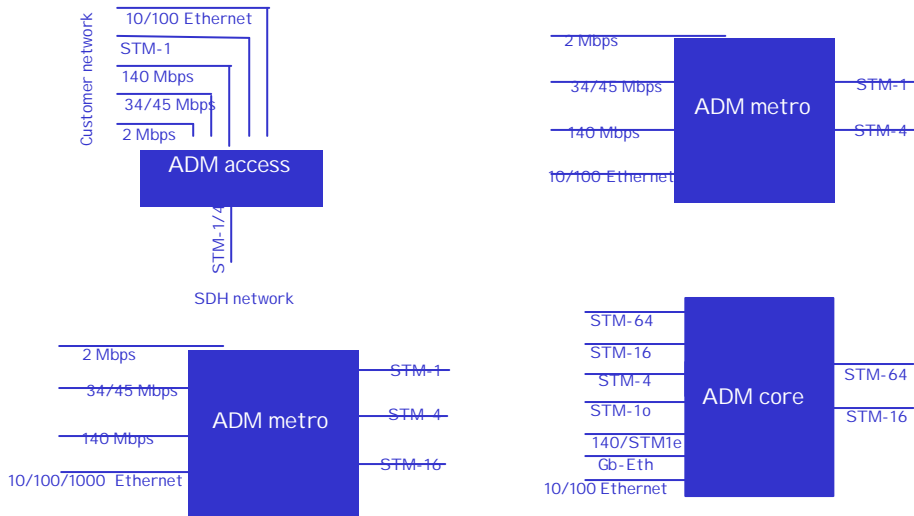 Customer network
10/100 Ethernet
STM-1
140 Mbps
34/45 Mbps
2 Mbps
ADM access
STM-1/4
SDH network
2 Mbps
34/45 Mbps
140 Mbps
10/100 Ethernet
ADM metro
STM-1
STM-4
2 Mbps
34/45 Mbps
140 Mbps
10/100/1000 Ethernet
ADM metro
STM-1
STM-4
STM-16
STM-64
STM-16
STM-4
STM-1o
140/STM1e
Gb-Eth
10/100 Ethernet
ADM core
STM-64
STM-16